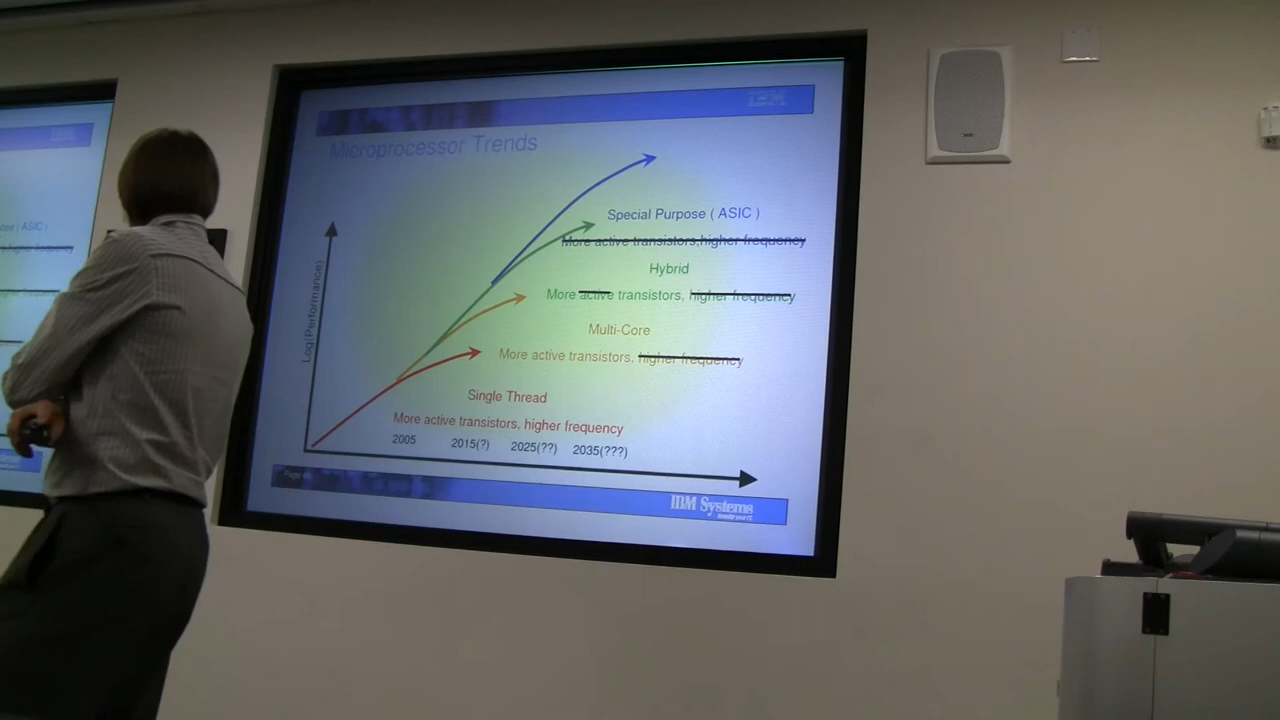 IBM
Microprocessor Trends
Special Purpose ( ASIC )
More active transistors,higher frequency
Hybrid
More active transistors, higher frequency
Multi-Core
More active transistors, higher frequency
Single Thread
More active transistors, higher frequency
Log(Performance)
2005 2015(?) 2025(??) 2035(???)
IBM Systems
IBM
( ASIC )